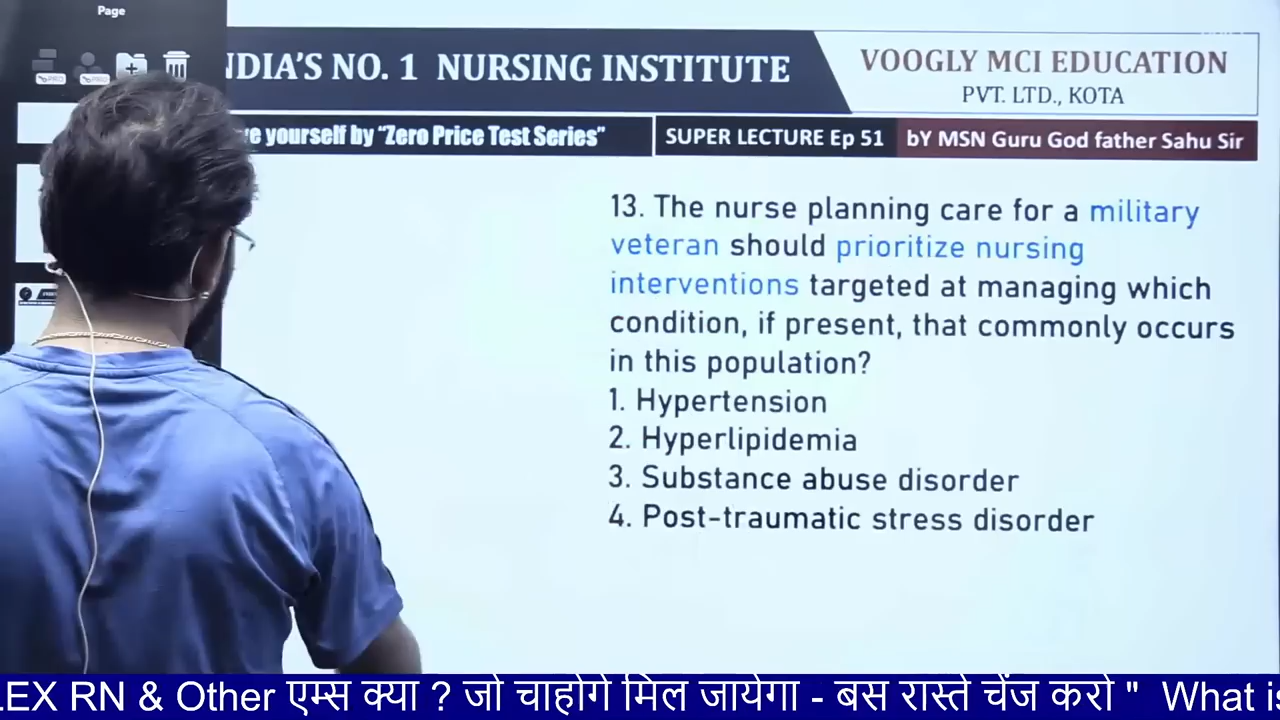 Page
PRO PRO
NDIA'S NO. 1 NURSING INSTITUTE
VOOGLY MCI EDUCATION
PVT. LTD., KOTA
ve yourself by "Zero Price Test Series"
SUPER LECTURE Ep 51
bY MSN Guru God father Sahu Sir
13. The nurse planning care for a military
veteran should prioritize nursing
interventions targeted at managing which
condition, if present, that commonly occurs
in this population?
1. Hypertension
2. Hyperlipidemia
3. Substance abuse disorder
4. Post-traumatic stress disorder
LEX RN & Other एम्स क्या ? जो चाहोगे मिल जायेगा - बस रास्ते चेंज करो " What is